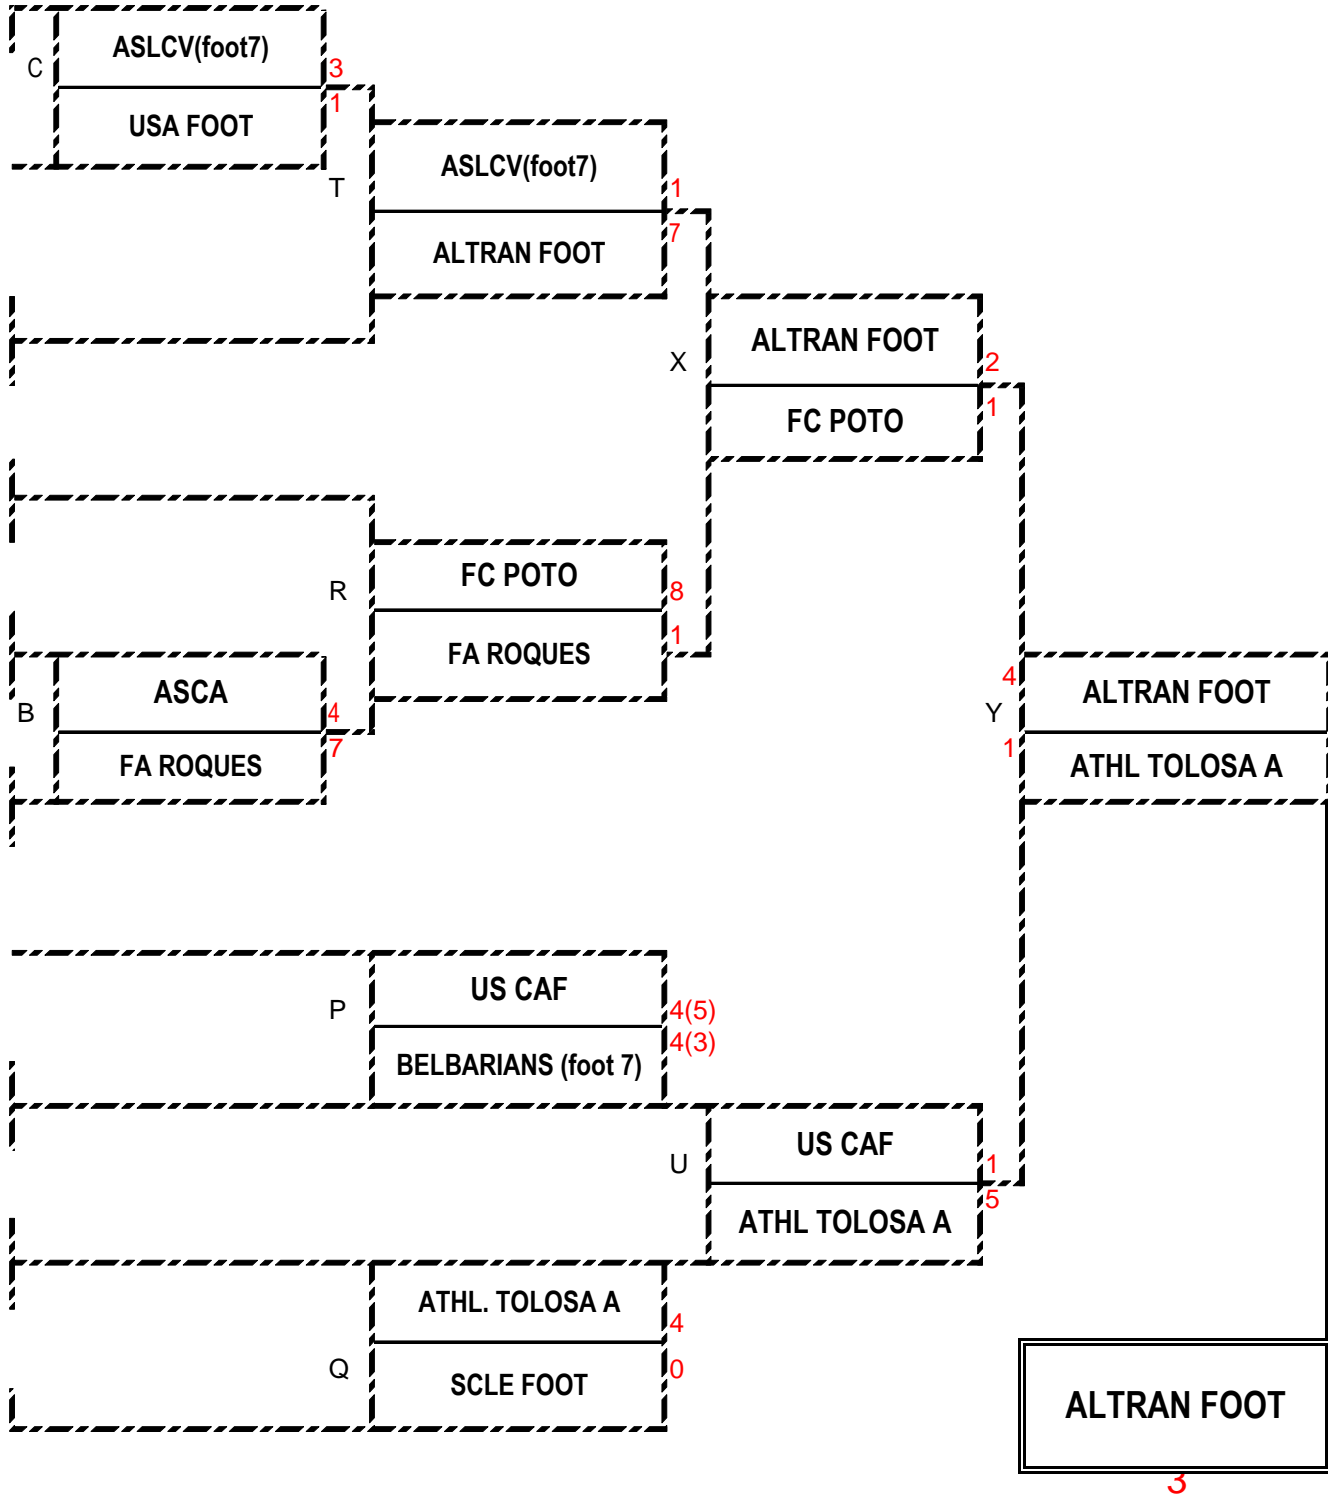 C
ASLCV(foot7)
3
1
USA FOOT
T
ASLCV(foot7)
1
7
ALTRAN FOOT
X
ALTRAN FOOT
2
1
FC POTO
R
FC POTO
8
1
FA ROQUES
B
ASCA
4
7
FA ROQUES
4
Y
1
ALTRAN FOOT
ATHL TOLOSA A
P
US CAF
4(5)
4(3)
BELBARIANS (foot 7)
U
US CAF
1
5
ATHL TOLOSA A
Q
ATHL. TOLOSA A
4
0
SCLE FOOT
ALTRAN FOOT
3